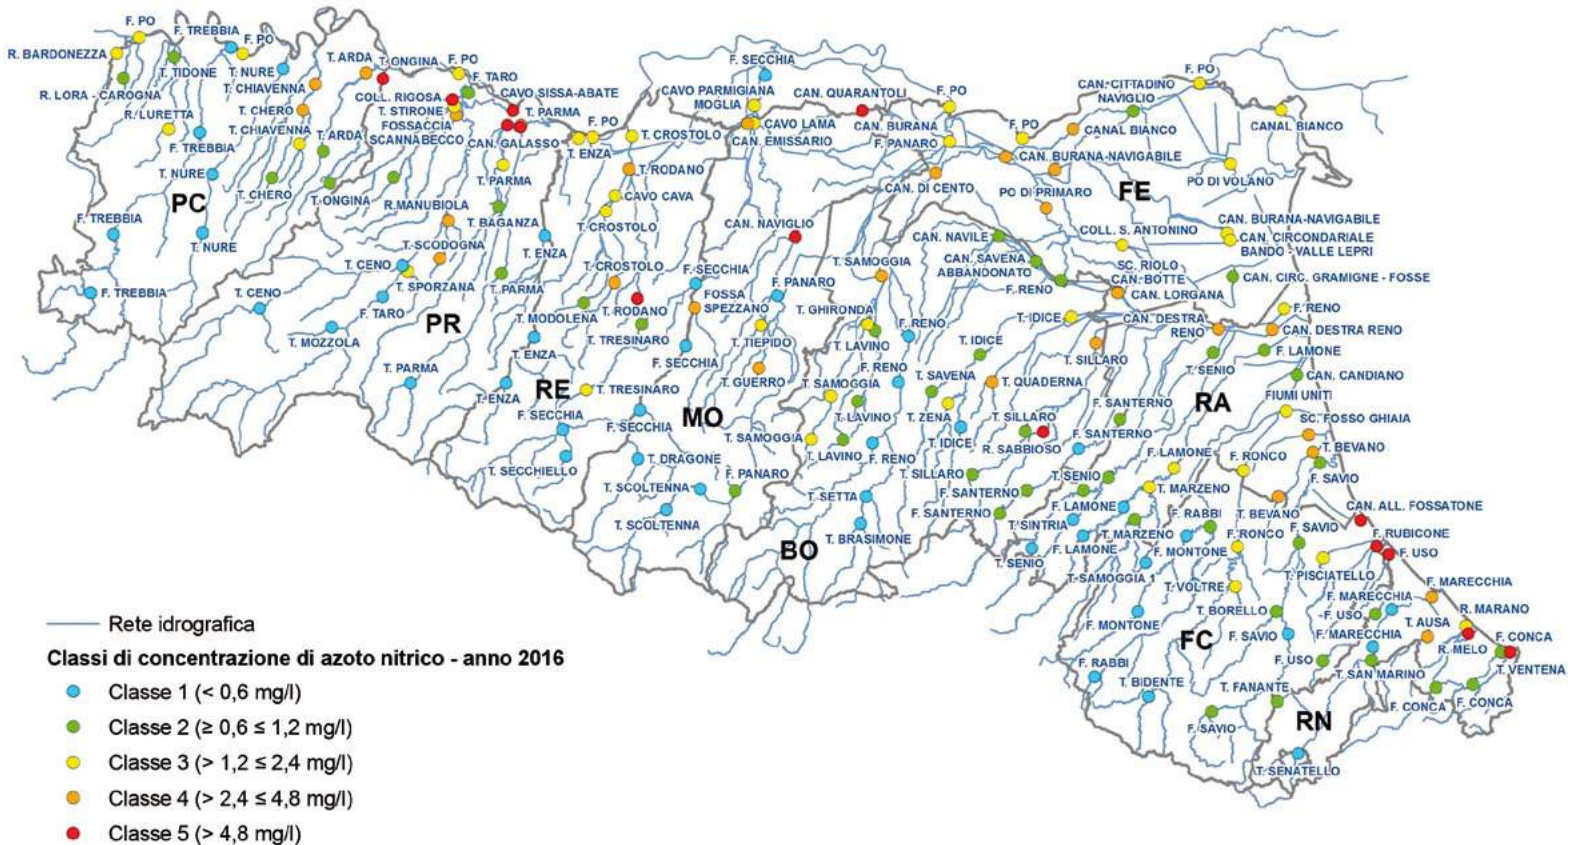 F. PO
F. TREBBIA
F. PO
R. BARDONEZZA
T. TIDONE
T. NURE
T. ARDA
T. ONGINA
F. PO
F. TARO
R. LORA - CAROGNA
T. CHIAVENNA
COLL. RIGOSA
CAVO SISSA-ABATE
R. LURETTA
T. CHERO
T. STIRONE
T. PARMA
FOSSACCIA
SCANNABECCO
CAN. GALASSO
T. CHIAVENNA
T. ARDA
F. TREBBIA
T. NURE
T. CHERO
T. ONGINA
T. PARMA
T. ENZA
F. PO
T. CROSTOLO
F. SECCHIA
CAVO PARMIGIANA
MOGLIA
CAVO LAMA
CAN. EMISSARIO
CAN. QUARANTOLI
F. PO
CAN. BURANA
F. PANARO
F. PO
CAN. CITTADINO
NAVIGLIO
F. PO
CANAL BIANCO
CANAL BIANCO
CAN. BURANA-NAVIGABILE
PO DI VOLANO
CAN. DI CENTO
PO DI PRIMARO
FE
PC
T. RODANO
CAVO CAVA
T. CROSTOLO
R.MANUBIOLA
T. BAGANZA
F. TREBBIA
T. NURE
T. SCODOGNA
T. ENZA
CAN. NAVIGLIO
CAN. NAVILE
CAN. SAVENA
ABBANDONATO
F. RENO
COLL. S. ANTONINO
CAN. BURANA-NAVIGABILE
CAN. CIRCONDARIALE
BANDO - VALLE LEPRI
SC. RIOLO
CAN. BOTTE
CAN. LORGANA
CAN. CIRC. GRAMIGNE - FOSSE
T. CENO
T. SPORZANA
T. PARMA
T. CROSTOLO
F. SECCHIA
F. PANARO
T. SAMOGGIA
F. TREBBIA
T. CENO
F. TARO
PR
T. MODOLENA
T. RODANO
T. TRESINARO
FOSSA
SPEZZANO
T. TIEPIDO
T. GHIRONDA
T. LAVINO
F. RENO
T. IDICE
T. IDICE
CAN. DESTRA
RENO
F. RENO
CAN. DESTRA RENO
T. SILLARO
T. SENIO
F. LAMONE
T. MOZZOLA
T. ENZA
F. SECCHIA
T. GUERRO
F. RENO
T. PARMA
T. ENZA
RE
T. TRESINARO
F. SECCHIA
F. SECCHIA
MO
T. SAMOGGIA
T. SAVENA
T. QUADERNA
T. LAVINO
T. ZENA
T. SILLARO
F. SANTERNO
RA
CAN. CANDIANO
FIUMI UNITI
SC. FOSSO GHIAIA
T. BEVANO
T. SECCHIELLO
T. DRAGONE
T. SAMOGGIA
T. LAVINO
F. RENO
T. IDICE
R. SABBIOSO
F. SANTERNO
F. LAMONE
F. RONCO
F. SAVIO
T. SCOLTENNA
F. PANARO
T. SETTA
T. SILLARO
F. SANTERNO
T. SENIO
T. MARZENO
T. SCOLTENNA
BO
T. BRASIMONE
F. SANTERNO
T. SINTRIA
F. LAMONE
F. RABBI
T. BEVANO
CAN. ALL. FOSSATONE
T. SENIO
F. LAMONE
T. MARZENO
F. MONTONE
F. RONCO
F. SAVIO
F. RUBICONE
F. USO
T. SAMOGGIA 1
T. VOLTRE
T. PISCIATELLO
F. MARECCHIA
F. MARECCHIA
F. MONTONE
T. BORELLO
F. USO
T. AUSA
R. MARANO
FC
F. SAVIO
F. MARECCHIA
R. MELO
F. CONCA
F. RABBI
T. BIDENTE
F. USO
T. SAN MARINO
T. VENTENA
T. FANANTE
F. CONCA
F. CONCA
F. SAVIO
RN
T. SENATELLO
Rete idrografica
Classi di concentrazione di azoto nitrico - anno 2016
Classe 1 (< 0,6 mg/l)
Classe 2 (≥ 0,6 ≤ 1,2 mg/l)
Classe 3 (> 1,2 ≤ 2,4 mg/l)
Classe 4 (> 2,4 ≤ 4,8 mg/l)
Classe 5 (> 4,8 mg/l)